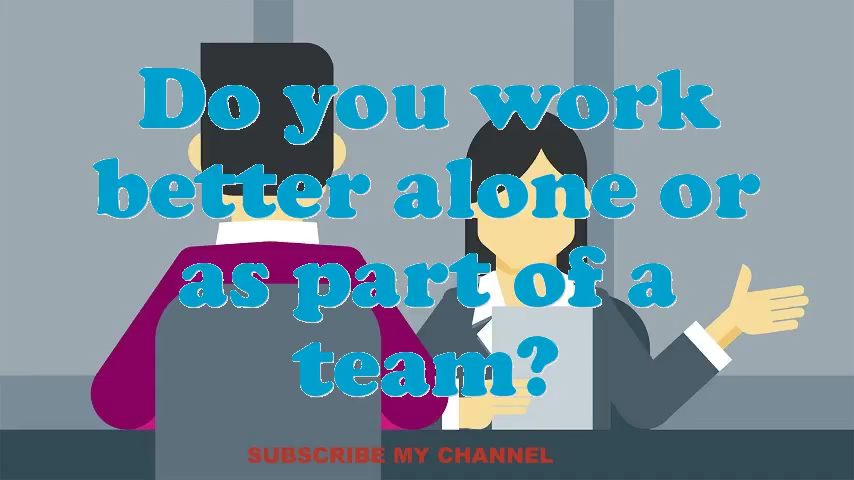 Do you work
better alone or
as part of a
team?
SUBSCRIBE MY CHANNEL